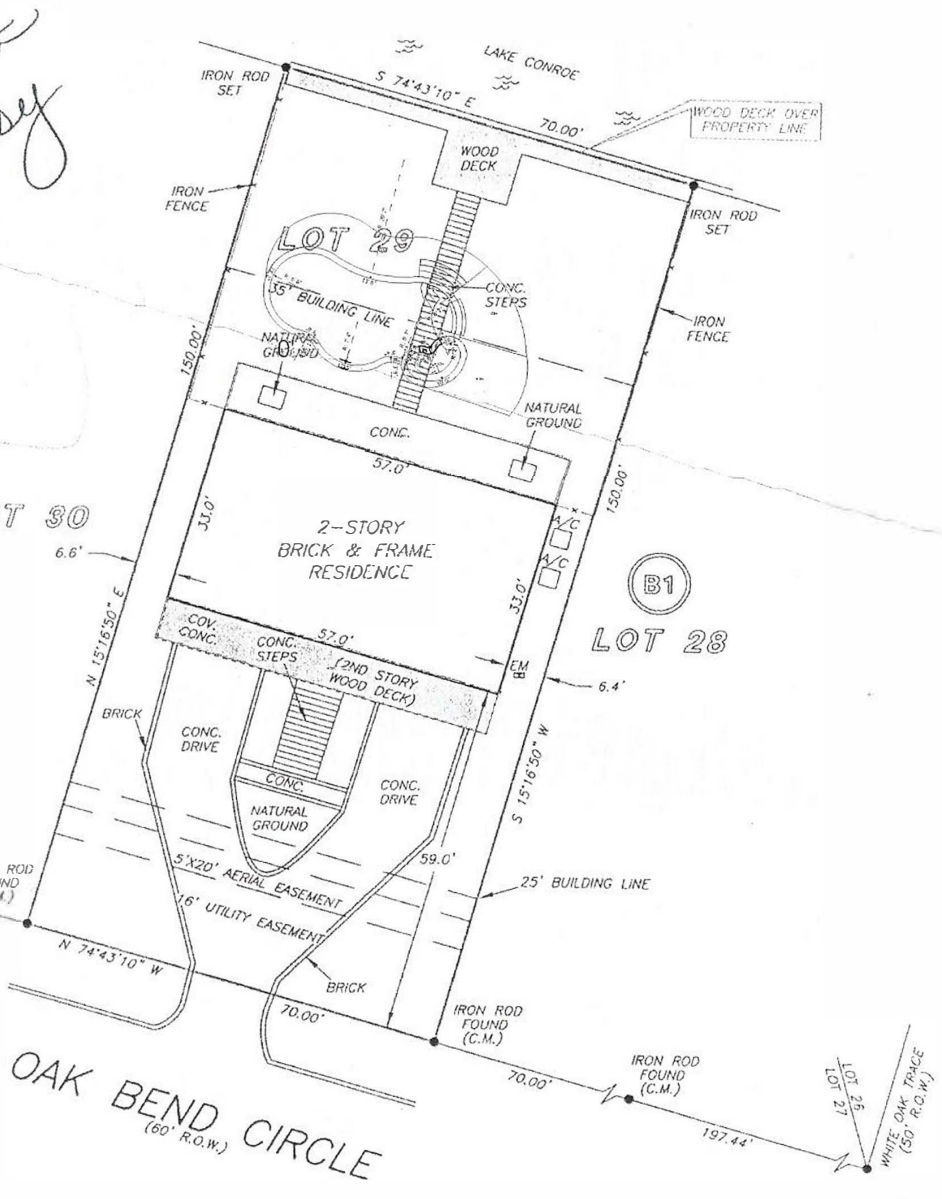 LAKE CONROE
IRON ROD
SET
S 74°43'10" E
70.00'
WOOD DECK OVER
PROPERTY LINE
WOOD
DECK
IRON
FENCE
IRON ROD
SET
LOT 29
CONC.
STEPS
35' BUILDING LINE
IRON
FENCE
150.00'
NATURAL
GROUND
NATURAL
GROUND
CONC.
57.0'
150.00'
33.0'
2-STORY
BRICK & FRAME
RESIDENCE
A/C
A/C
T 30
6.6'
B1
LOT 28
33.0'
N 15°16'50" E
COV.
CONC.
57.0'
CONC.
STEPS
(2ND STORY
WOOD DECK)
EM
6.4'
BRICK
CONC.
DRIVE
S 15°16'50" W
CONC.
CONC.
DRIVE
NATURAL
GROUND
59.0'
5'X20' AERIAL EASEMENT
25' BUILDING LINE
ROD
16' UTILITY EASEMENT
N 74°43'10" W
BRICK
70.00'
IRON ROD
FOUND
(C.M.)
IRON ROD
FOUND
(C.M.)
70.00'
197.44'
LOT 26
LOT 27
WHITE OAK TRACE
(50' R.O.W.)
OAK BEND CIRCLE
(60' R.O.W.)